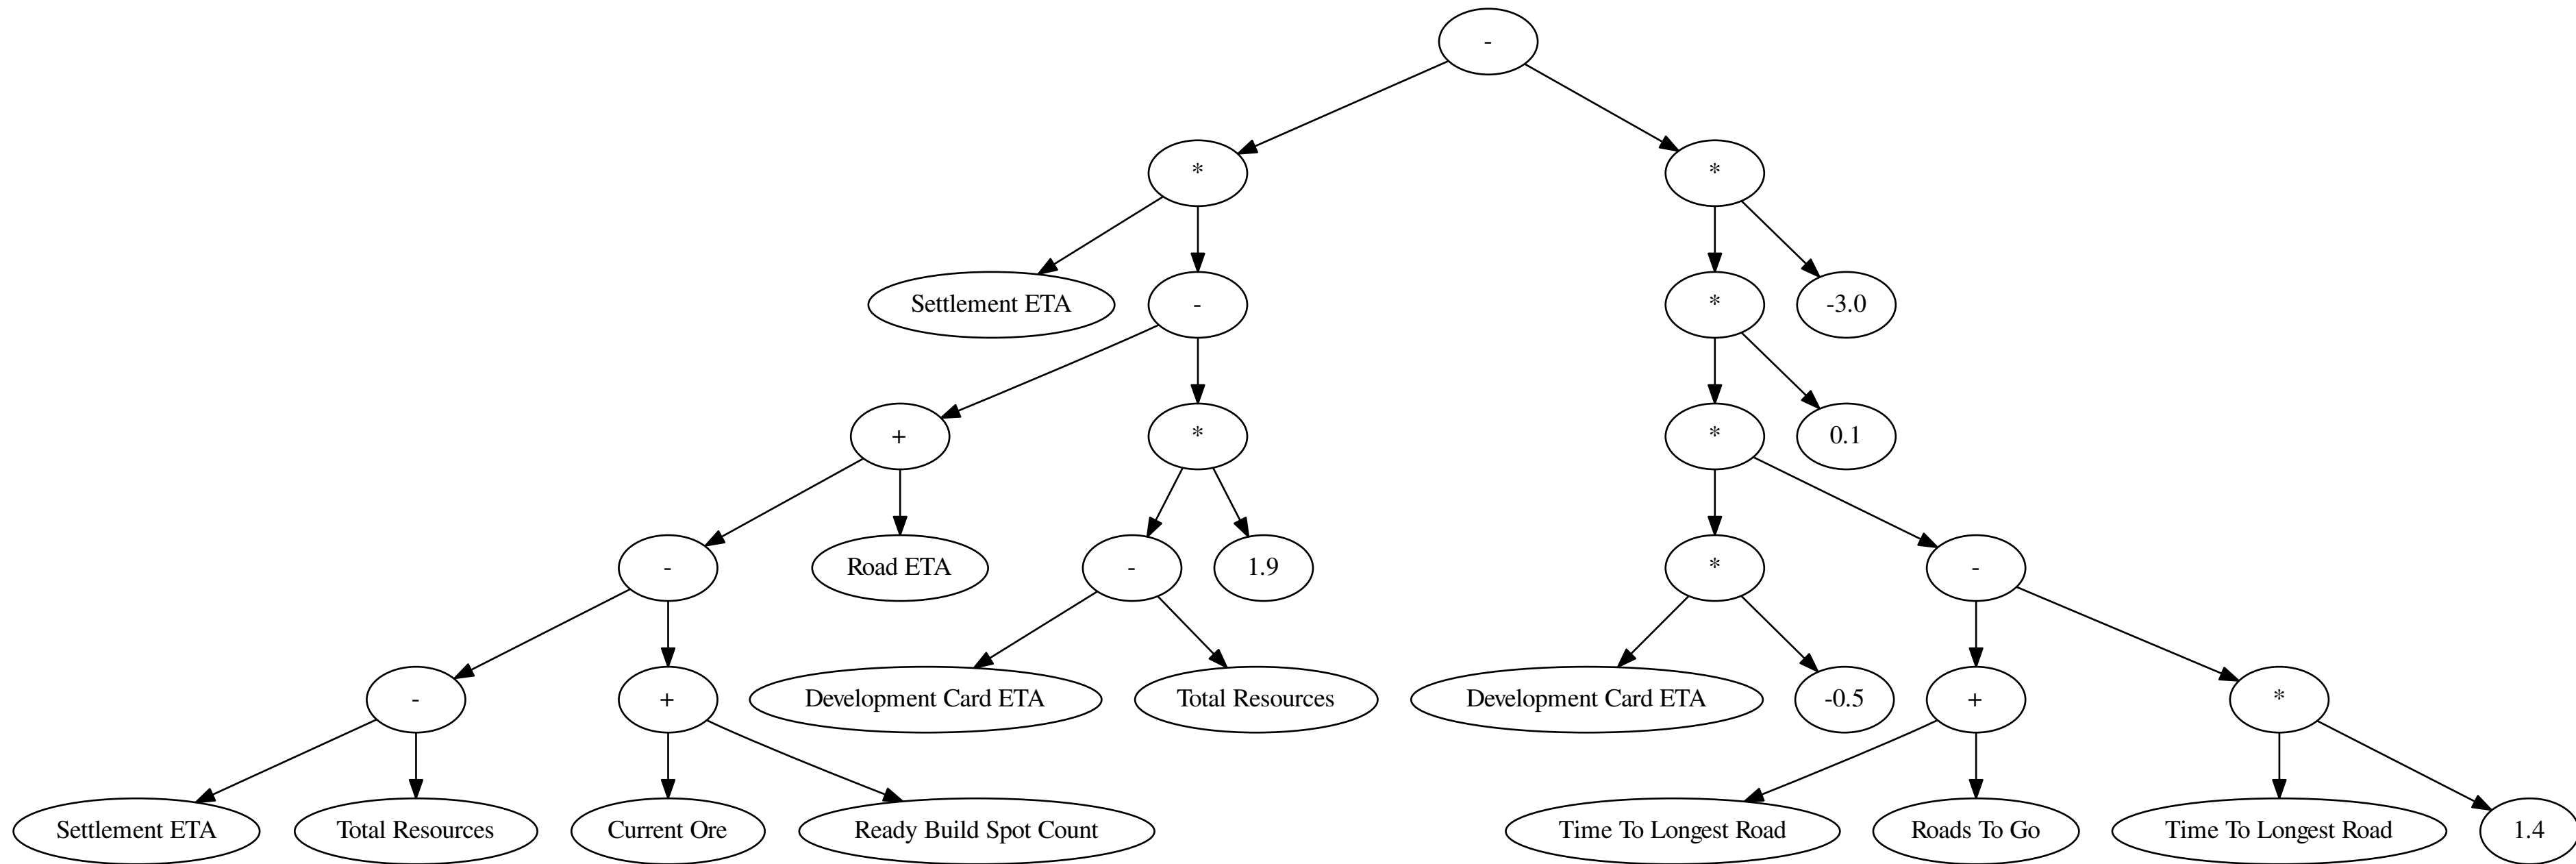 -
*
*
Settlement ETA
-
*
-3.0
+
*
*
0.1
-
Road ETA
-
1.9
*
-
-
+
Development Card ETA
Total Resources
Development Card ETA
-0.5
+
*
Settlement ETA
Total Resources
Current Ore
Ready Build Spot Count
Time To Longest Road
Roads To Go
Time To Longest Road
1.4